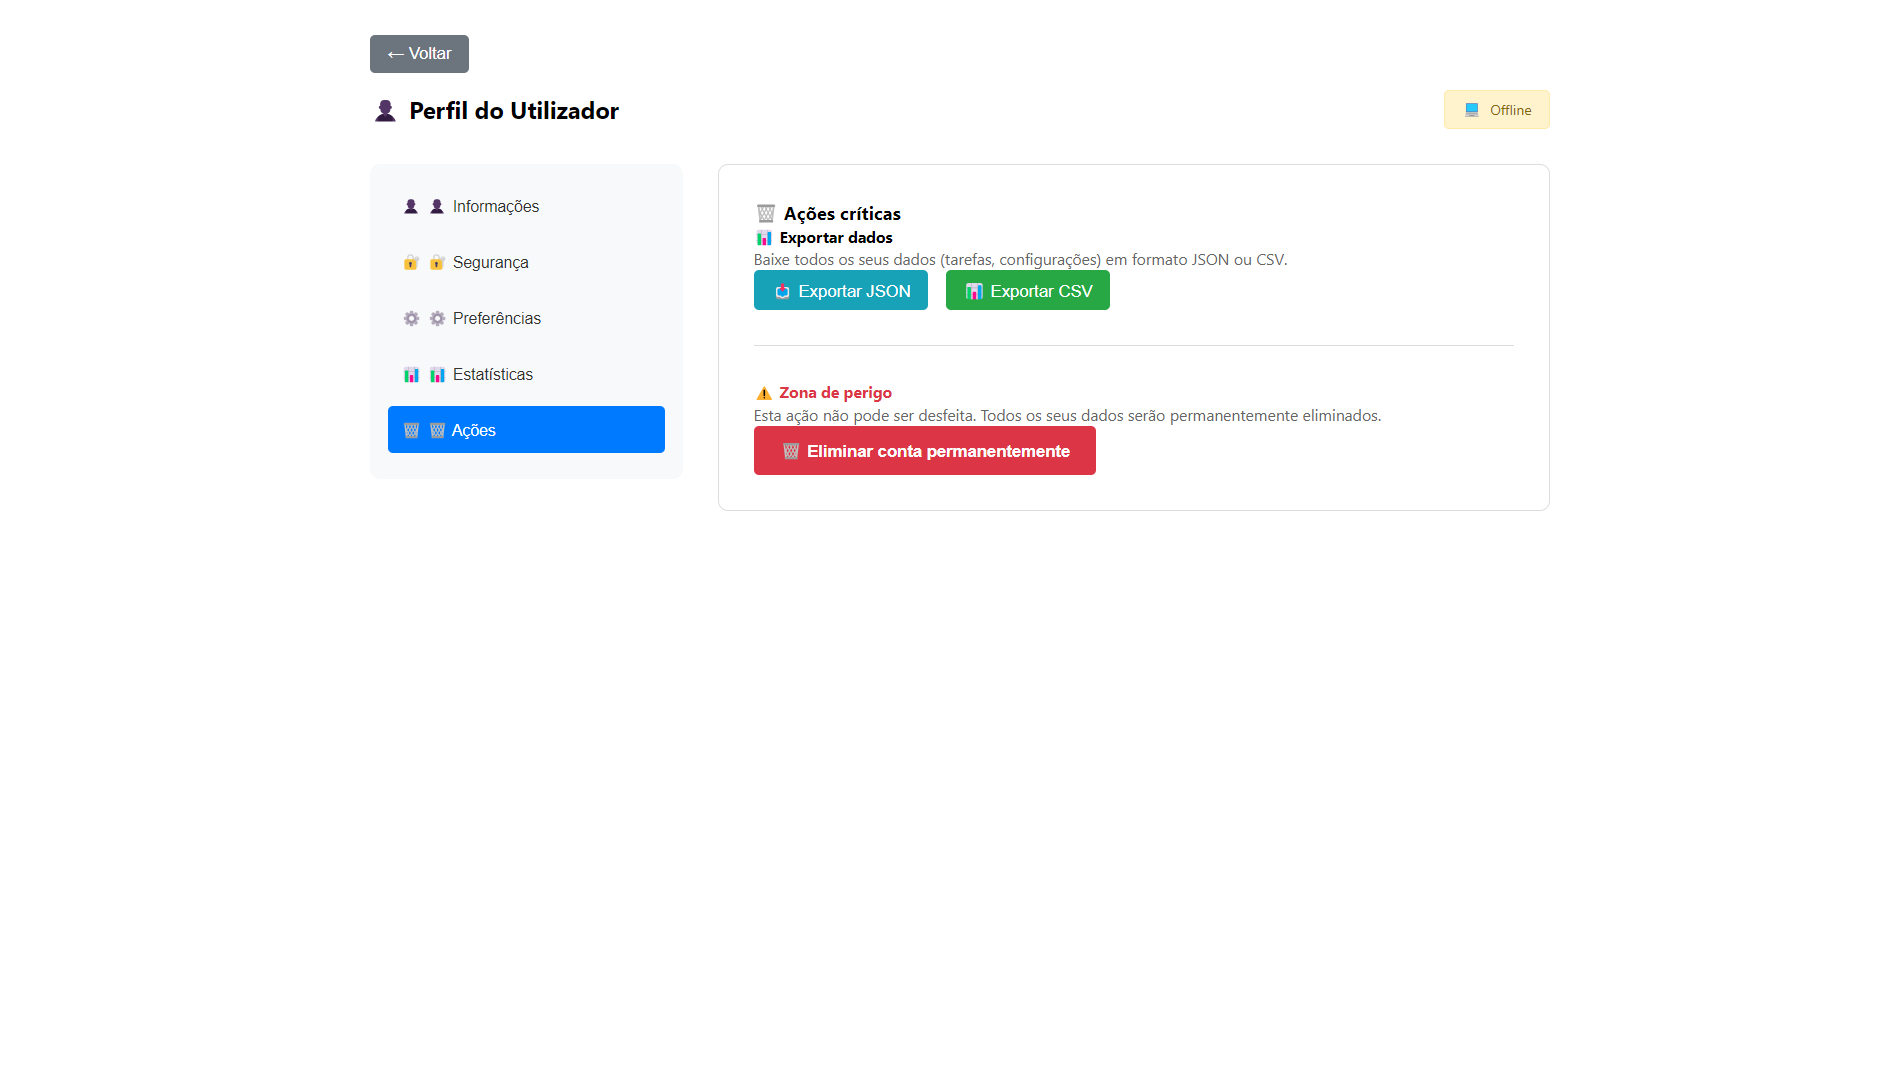 ← Voltar
Perfil do Utilizador
Offline
Informações
Segurança
Preferências
Estatísticas
Ações
Ações críticas
Exportar dados
Baixe todos os seus dados (tarefas, configurações) em formato JSON ou CSV.
Exportar JSON
Exportar CSV
Zona de perigo
Esta ação não pode ser desfeita. Todos os seus dados serão permanentemente eliminados.
Eliminar conta permanentemente